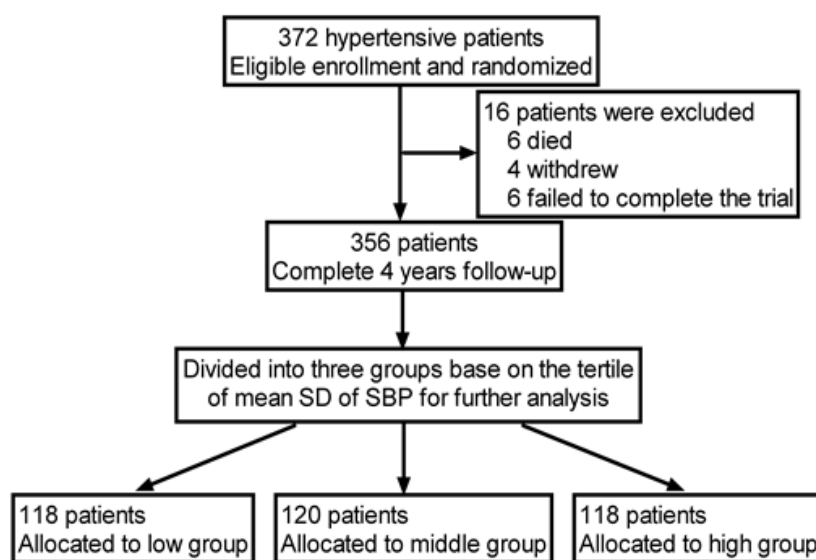 372 hypertensive patients
Eligible enrollment and randomized
16 patients were excluded
6 died
4 withdrew
6 failed to complete the trial
356 patients
Complete 4 years follow-up
Divided into three groups base on the tertile
of mean SD of SBP for further analysis
118 patients
Allocated to low group
120 patients
Allocated to middle group
118 patients
Allocated to high group